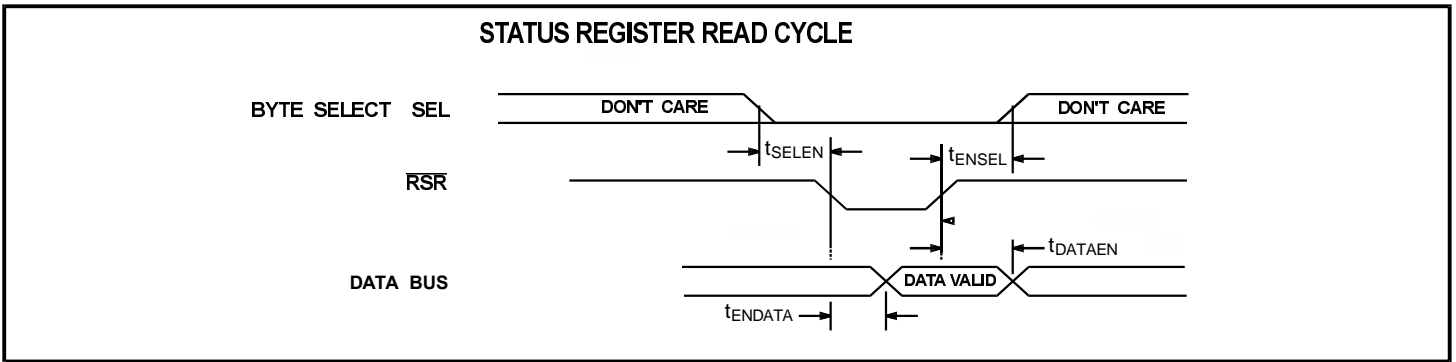 STATUS REGISTER READ CYCLE
BYTE SELECT SEL
DON'T CARE
DON'T CARE
tSELEN
tENSEL
RSR
tDATAEN
DATA BUS
DATA VALID
tENDATA